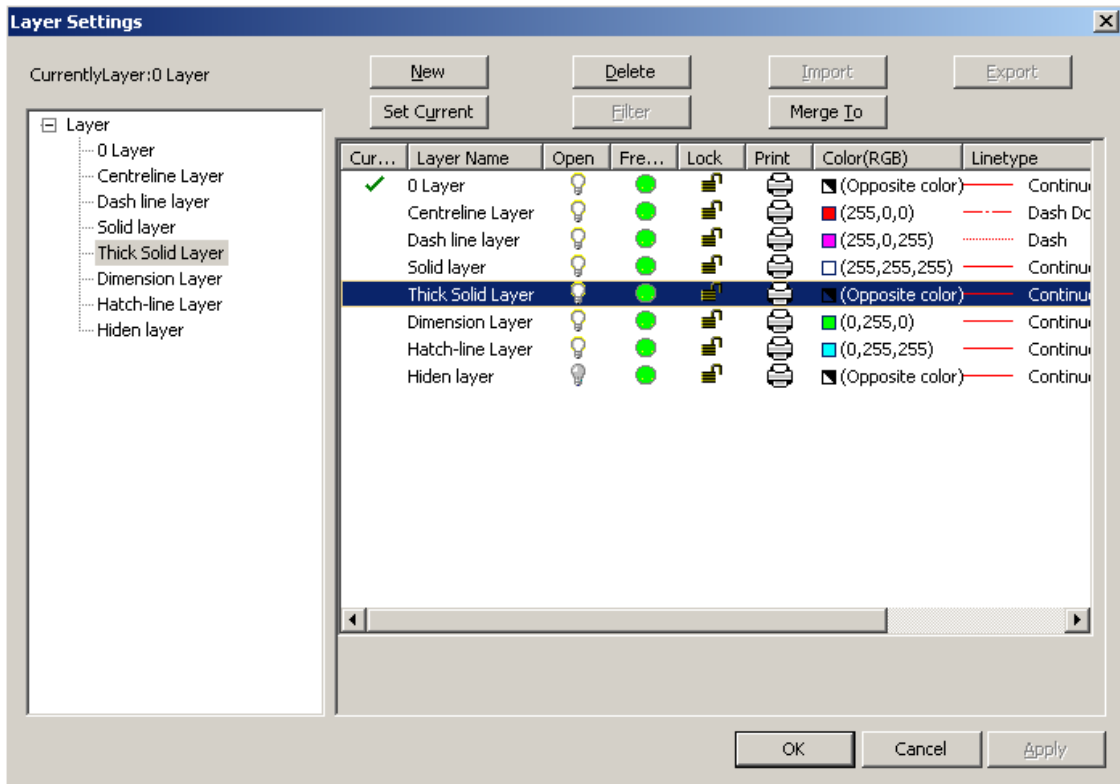 Layer Settings
CurrentlyLayer:0 Layer
New
Delete
Import
Export
Set Current
Filter
Merge To
Layer
0 Layer
Centreline Layer
Dash line layer
Solid layer
Thick Solid Layer
Dimension Layer
Hatch-line Layer
Hiden layer
Cur... Layer Name Open Fre... Lock Print Color(RGB) Linetype
0 Layer (Opposite color) Continu
Centreline Layer (255,0,0) Dash Do
Dash line layer (255,0,255) Dash
Solid layer (255,255,255) Continu
Thick Solid Layer (Opposite color) Continu
Dimension Layer (0,255,0) Continu
Hatch-line Layer (0,255,255) Continu
Hiden layer (Opposite color) Continu
OK
Cancel
Apply